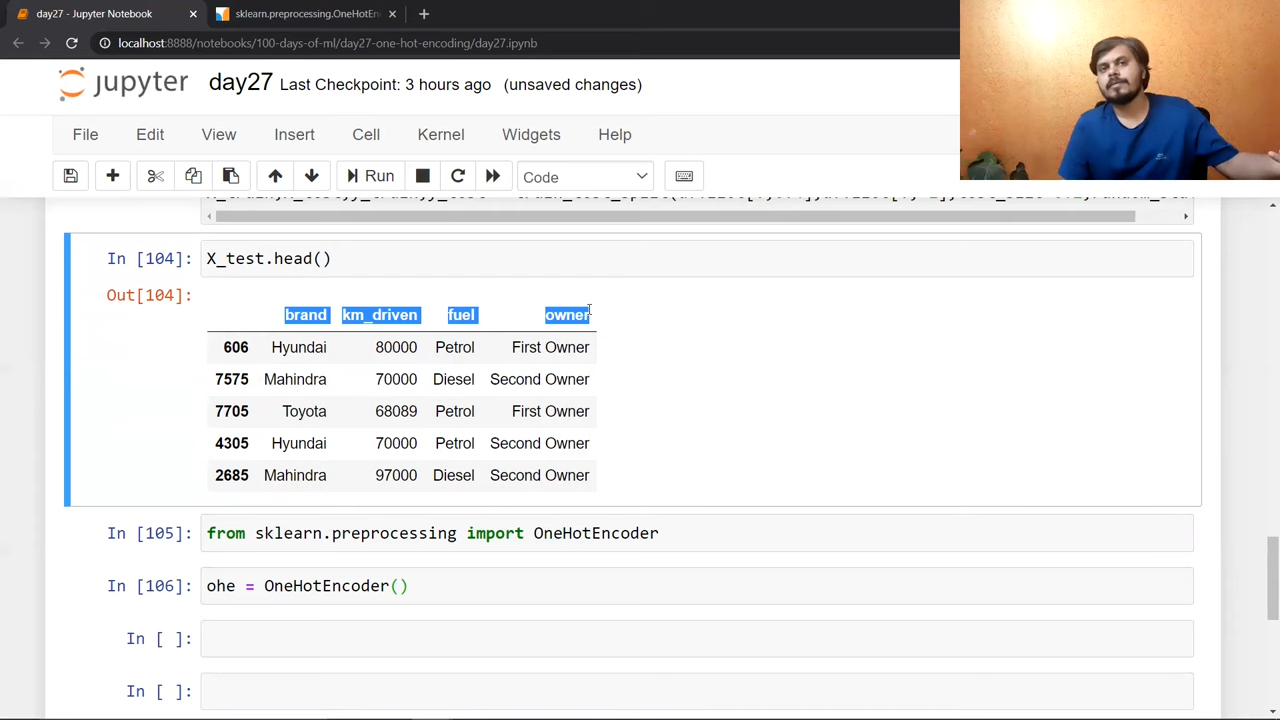 day27 - Jupyter Notebook
sklearn.preprocessing.OneHotEn
localhost:8888/notebooks/100-days-of-ml/day27-one-hot-encoding/day27.ipynb
jupyter day27 Last Checkpoint: 3 hours ago (unsaved changes)
File Edit View Insert Cell Kernel Widgets Help
Run Code
In [104]: X_test.head()
Out[104]:
brand km_driven fuel owner
606 Hyundai 80000 Petrol First Owner
7575 Mahindra 70000 Diesel Second Owner
7705 Toyota 68089 Petrol First Owner
4305 Hyundai 70000 Petrol Second Owner
2685 Mahindra 97000 Diesel Second Owner
In [105]: from sklearn.preprocessing import OneHotEncoder
In [106]: ohe = OneHotEncoder()
In [ ]:
In [ ]: